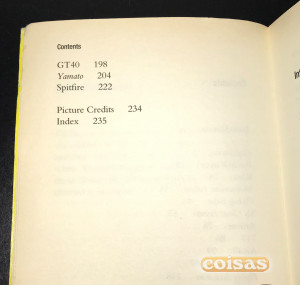 Contents
GT40 198
Yamato 204
Spitfire 222
Picture Credits 234
Index 235
coisas